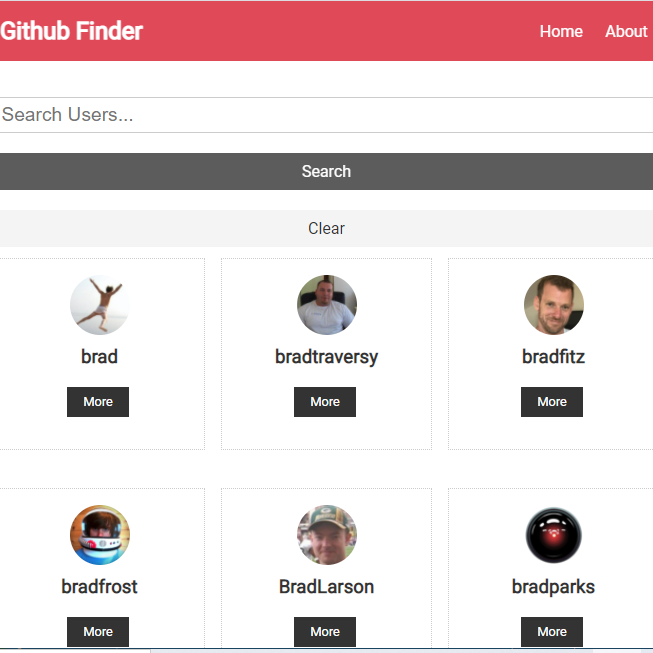 Github Finder Home About
Search Users...
Search
Clear
brad bradtraversy bradfitz
More More More
bradfrost BradLarson bradparks
More More More